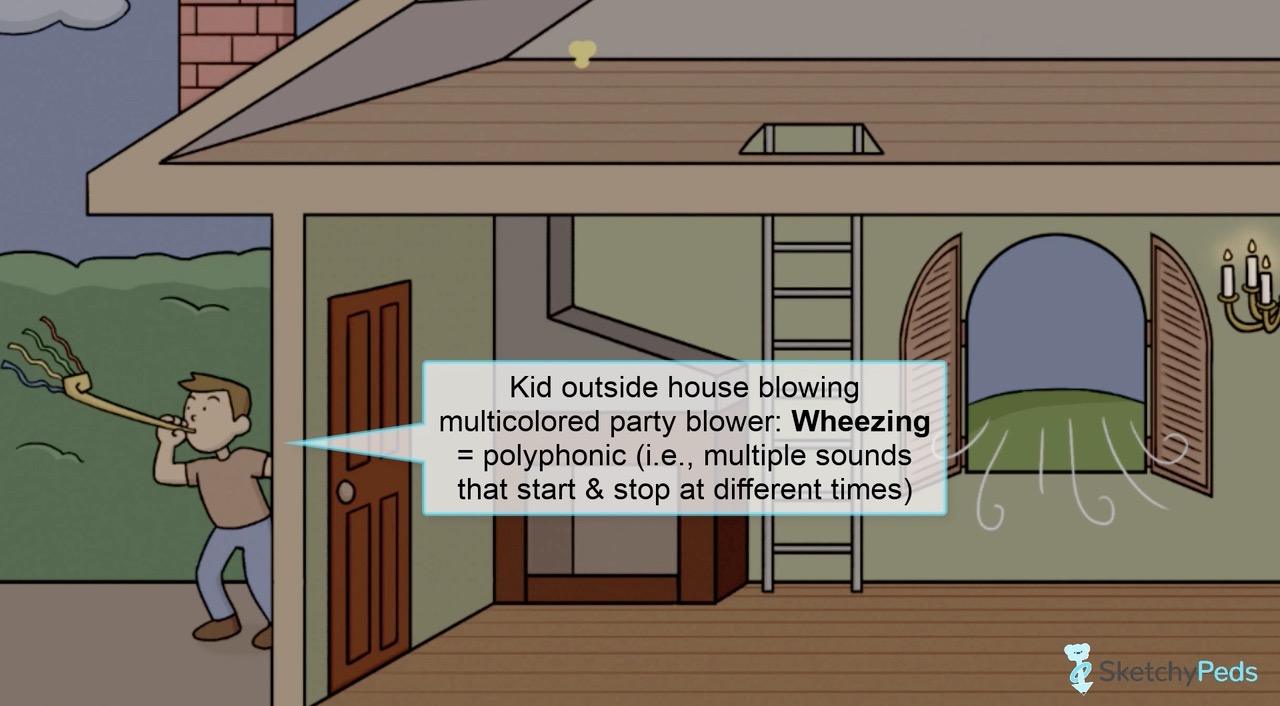 Kid outside house blowing
multicolored party blower: Wheezing
= polyphonic (i.e., multiple sounds
that start & stop at different times)
SketchyPeds